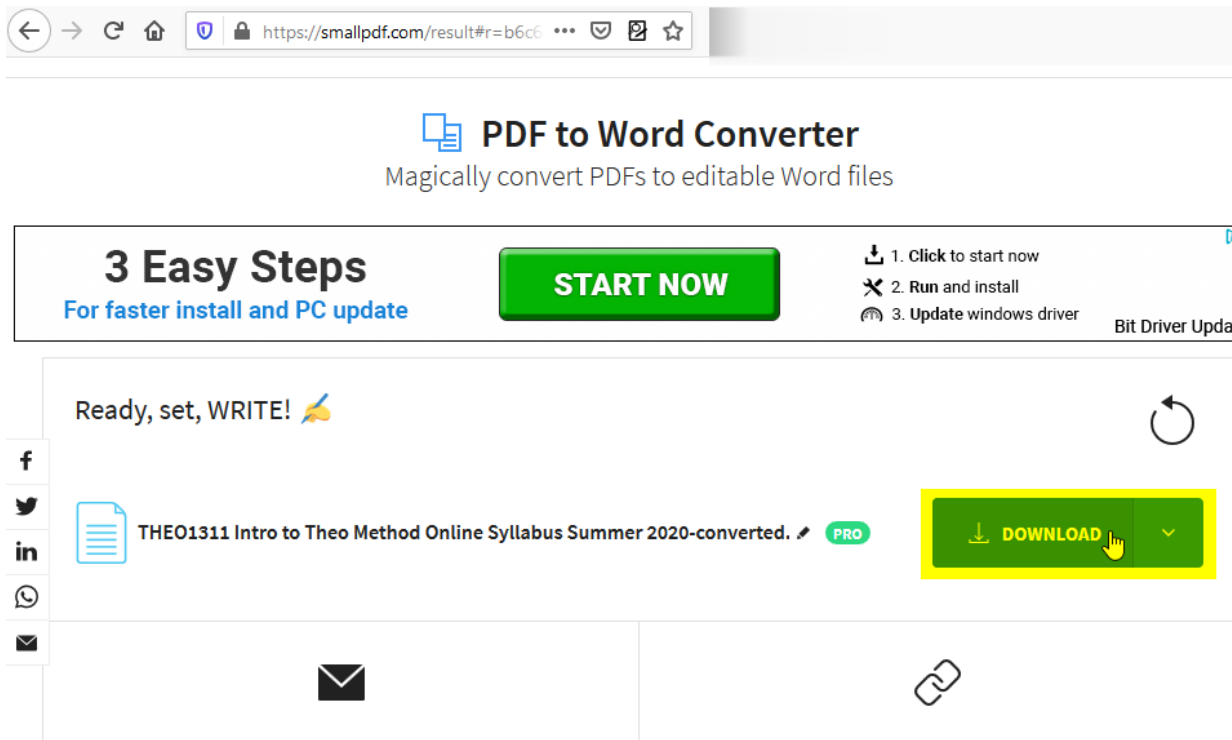 https://smallpdf.com/result#r=b6c6
PDF to Word Converter
Magically convert PDFs to editable Word files
3 Easy Steps
For faster install and PC update
START NOW
1. Click to start now
2. Run and install
3. Update windows driver
Bit Driver Upda
Ready, set, WRITE!
THEO1311 Intro to Theo Method Online Syllabus Summer 2020-converted.
PRO
DOWNLOAD